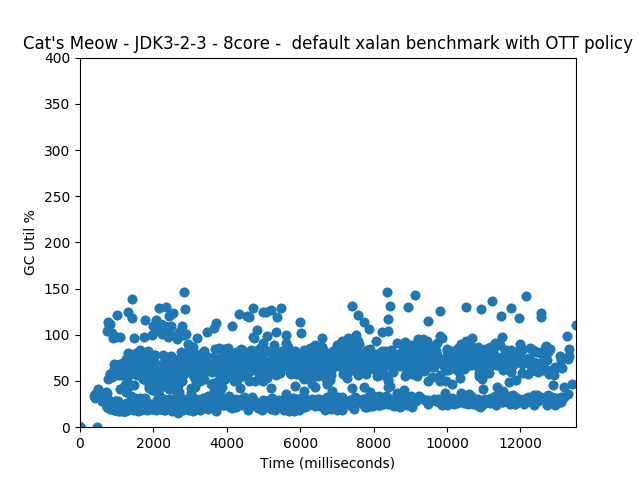 Cat's Meow - JDK3-2-3 - 8core -  default xalan benchmark with OTT policy
400
350
300
250
200
150
100
50
0
GC Util %
0 2000 4000 6000 8000 10000 12000
Time (milliseconds)